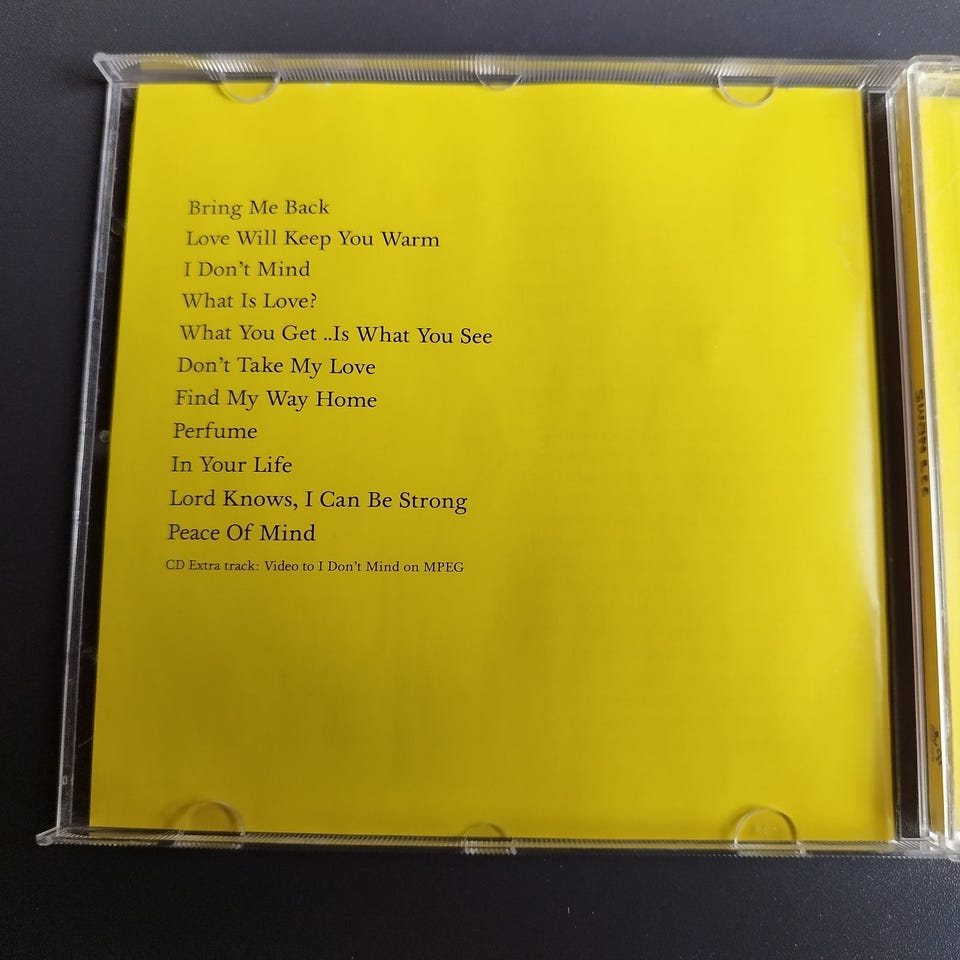 Bring Me Back
Love Will Keep You Warm
I Don't Mind
What Is Love?
What You Get ..Is What You See
Don't Take My Love
Find My Way Home
Perfume
In Your Life
Lord Knows, I Can Be Strong
Peace Of Mind
CD Extra track: Video to I Don't Mind on MPEG
SWAN LEE